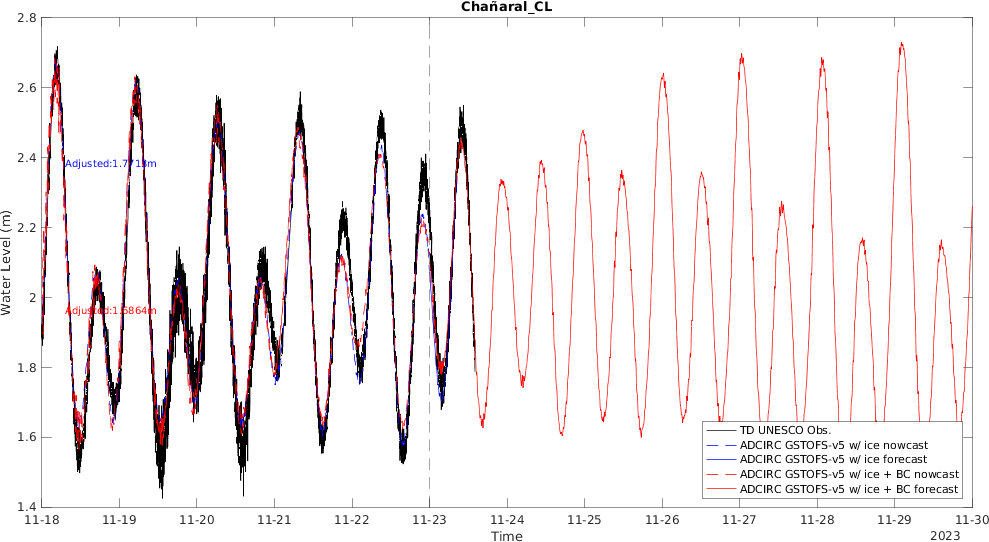 Chañaral_CL
2.8
2.6
2.4
2.2
2
1.8
1.6
1.4
Water Level (m)
Adjusted:1.7713m
Adjusted:1.6864m
TD UNESCO Obs.
ADCIRC GSTOFS-v5 w/ ice nowcast
ADCIRC GSTOFS-v5 w/ ice forecast
ADCIRC GSTOFS-v5 w/ ice + BC nowcast
ADCIRC GSTOFS-v5 w/ ice + BC forecast
11-18 11-19 11-20 11-21 11-22 11-23 11-24 11-25 11-26 11-27 11-28 11-29 11-30
Time
2023